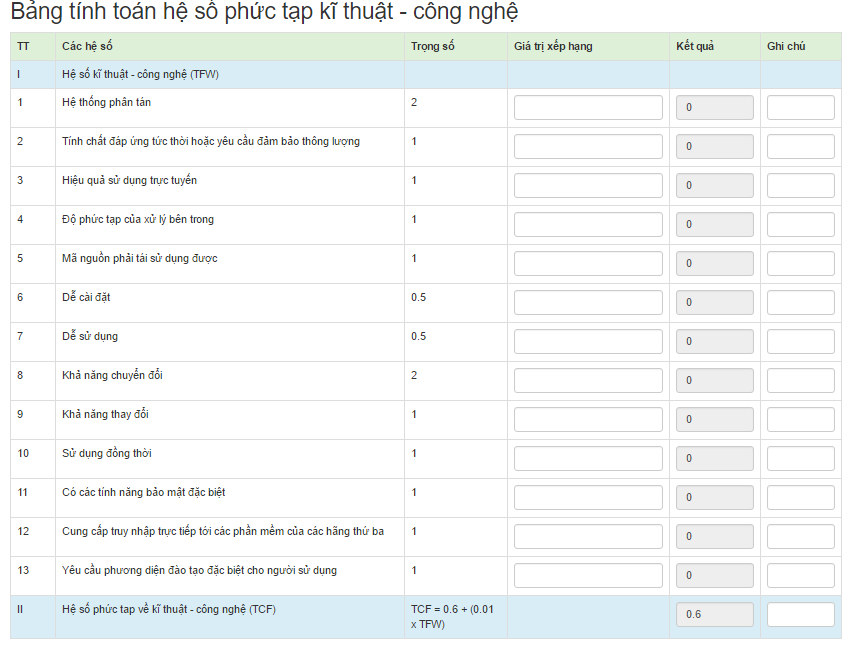 Bảng tính toán hệ số phức tạp kĩ thuật - công nghệ
TT Các hệ số Trọng số Giá trị xếp hạng Kết quả Ghi chú
I Hệ số kĩ thuật - công nghệ (TFW)
1 Hệ thống phân tán 2 0
2 Tính chất đáp ứng tức thời hoặc yêu cầu đảm bảo thông lượng 1 0
3 Hiệu quả sử dụng trực tuyến 1 0
4 Độ phức tạp của xử lý bên trong 1 0
5 Mã nguồn phải tái sử dụng được 1 0
6 Dễ cài đặt 0.5 0
7 Dễ sử dụng 0.5 0
8 Khả năng chuyển đổi 2 0
9 Khả năng thay đổi 1 0
10 Sử dụng đồng thời 1 0
11 Có các tính năng bảo mật đặc biệt 1 0
12 Cung cấp truy nhập trực tiếp tới các phần mềm của các hãng thứ ba 1 0
13 Yêu cầu phương diện đào tạo đặc biệt cho người sử dụng 1 0
II Hệ số phức tạp về kĩ thuật - công nghệ (TCF) TCF = 0.6 + (0.01 0.6
x TFW)